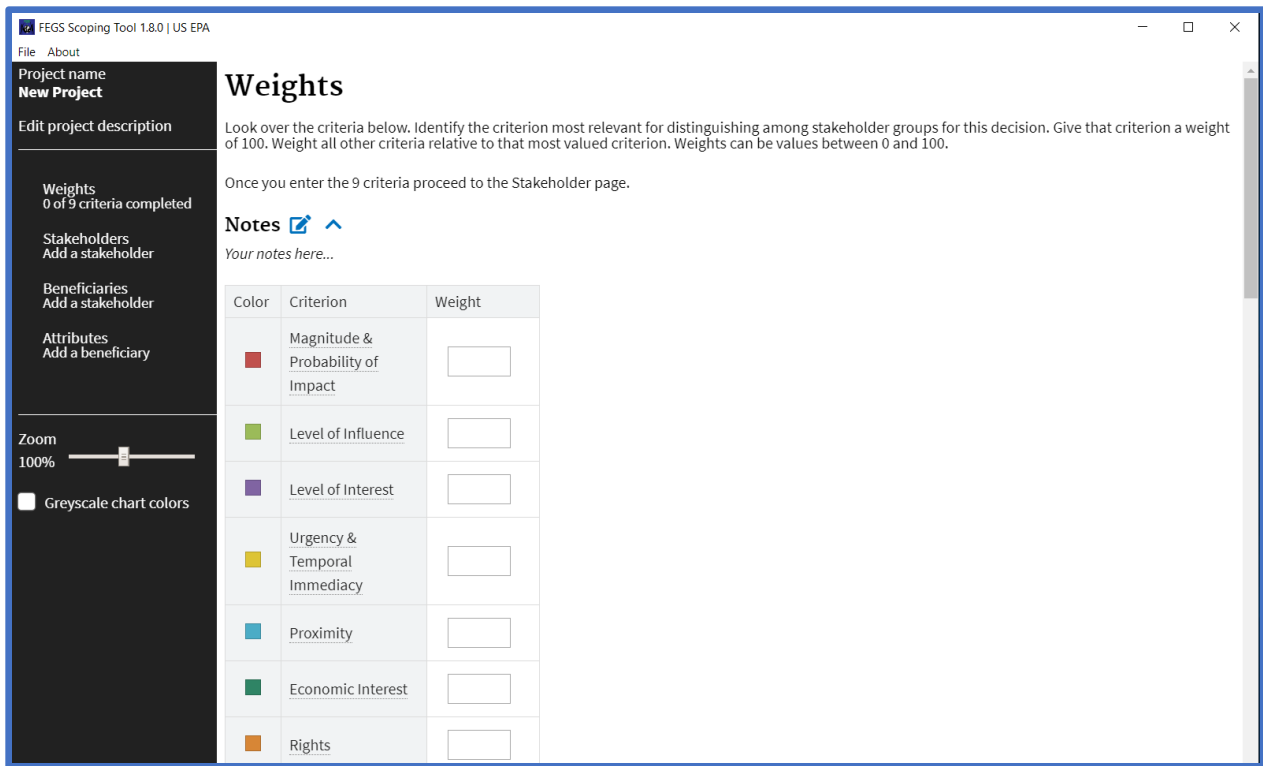 FEGS Scoping Tool 1.8.0 | US EPA
File About
Project name
New Project
Edit project description
Weights
0 of 9 criteria completed
Stakeholders
Add a stakeholder
Beneficiaries
Add a stakeholder
Attributes
Add a beneficiary
Zoom
100%
Greyscale chart colors
Weights
Look over the criteria below. Identify the criterion most relevant for distinguishing among stakeholder groups for this decision. Give that criterion a weight
of 100. Weight all other criteria relative to that most valued criterion. Weights can be values between 0 and 100.
Once you enter the 9 criteria proceed to the Stakeholder page.
Notes
Your notes here...
Color Criterion Weight
Magnitude &
Probability of
Impact
Level of Influence
Level of Interest
Urgency &
Temporal
Immediacy
Proximity
Economic Interest
Rights